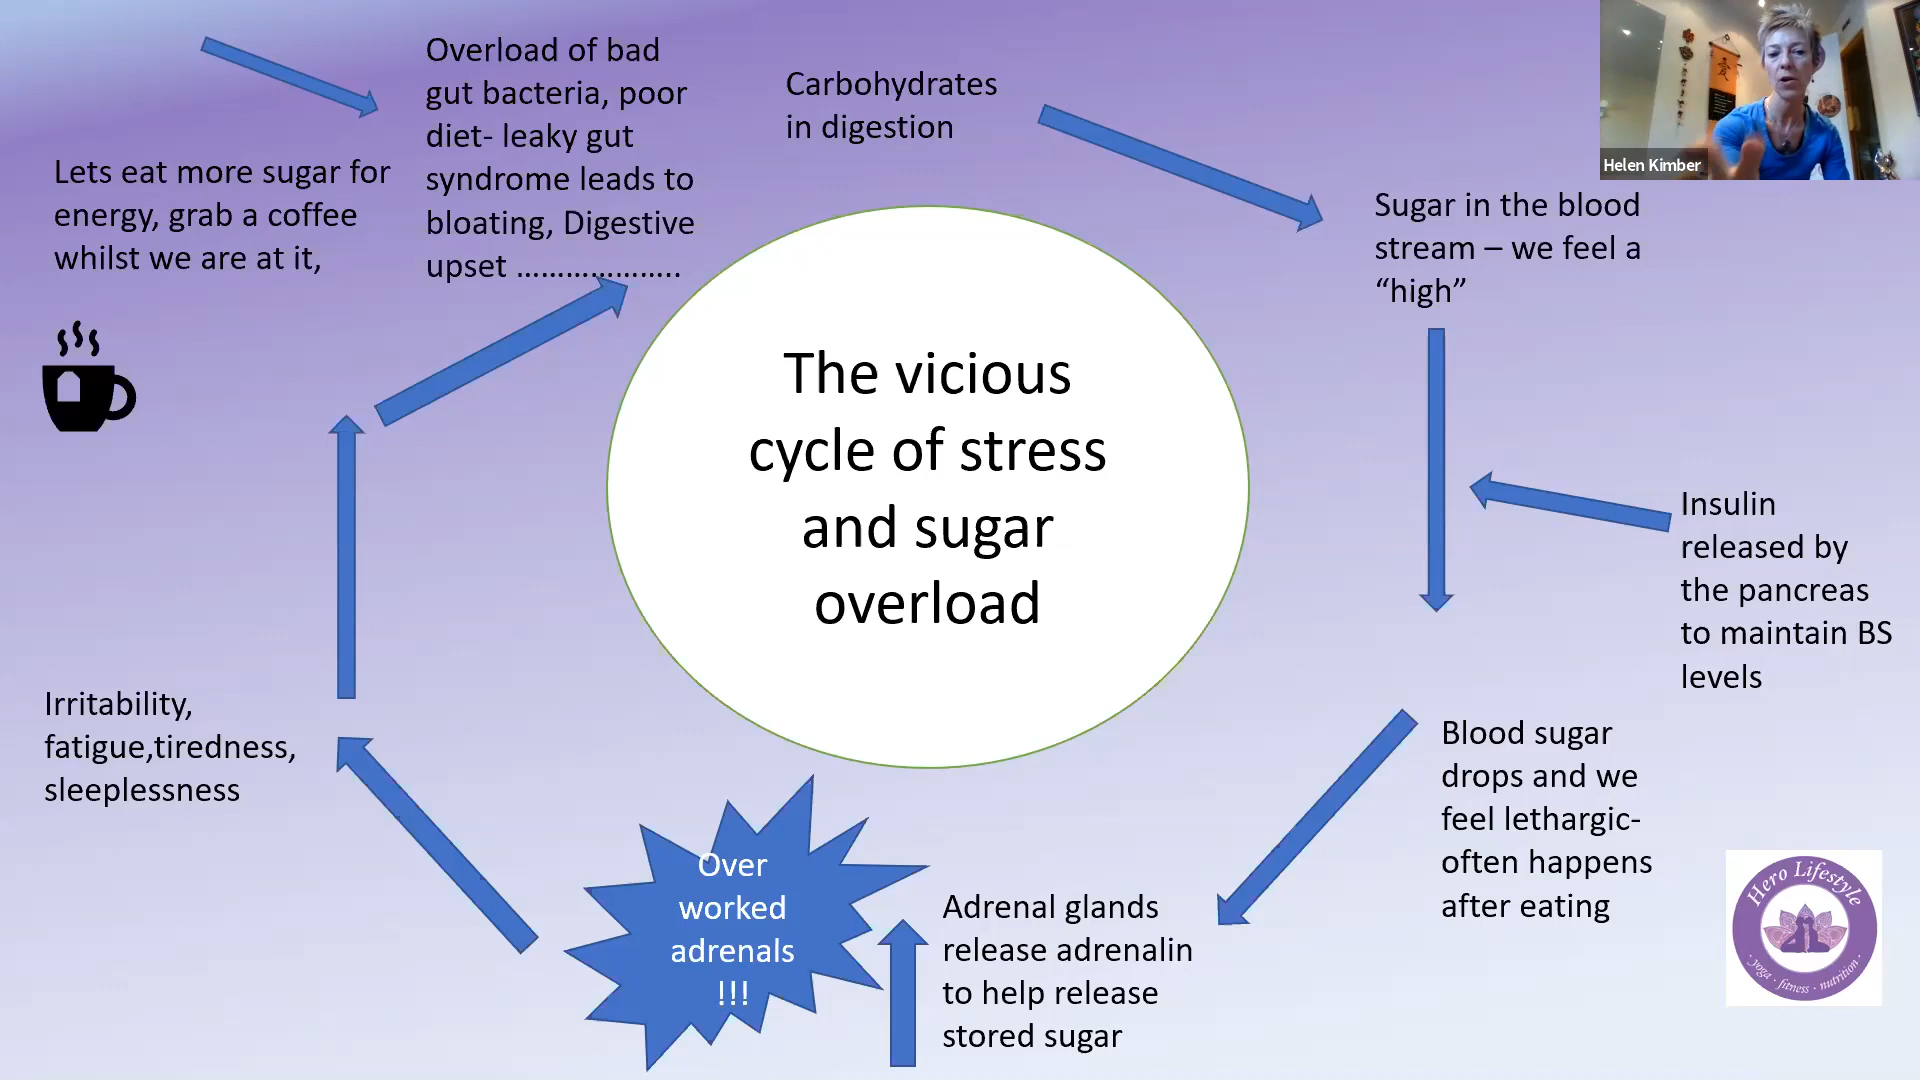 Overload of bad
gut bacteria, poor
diet- leaky gut
syndrome leads to
bloating, Digestive
upset ………………..
Carbohydrates
in digestion
Helen Kimber
Lets eat more sugar for
energy, grab a coffee
whilst we are at it,
Sugar in the blood
stream – we feel a
“high”
The vicious
cycle of stress
and sugar
overload
Insulin
released by
the pancreas
to maintain BS
levels
Irritability,
fatigue,tiredness,
sleeplessness
Blood sugar
drops and we
feel lethargic-
often happens
after eating
Over
worked
adrenals
!!!
Adrenal glands
release adrenalin
to help release
stored sugar
Hero Lifestyle
· yoga · fitness · nutrition ·